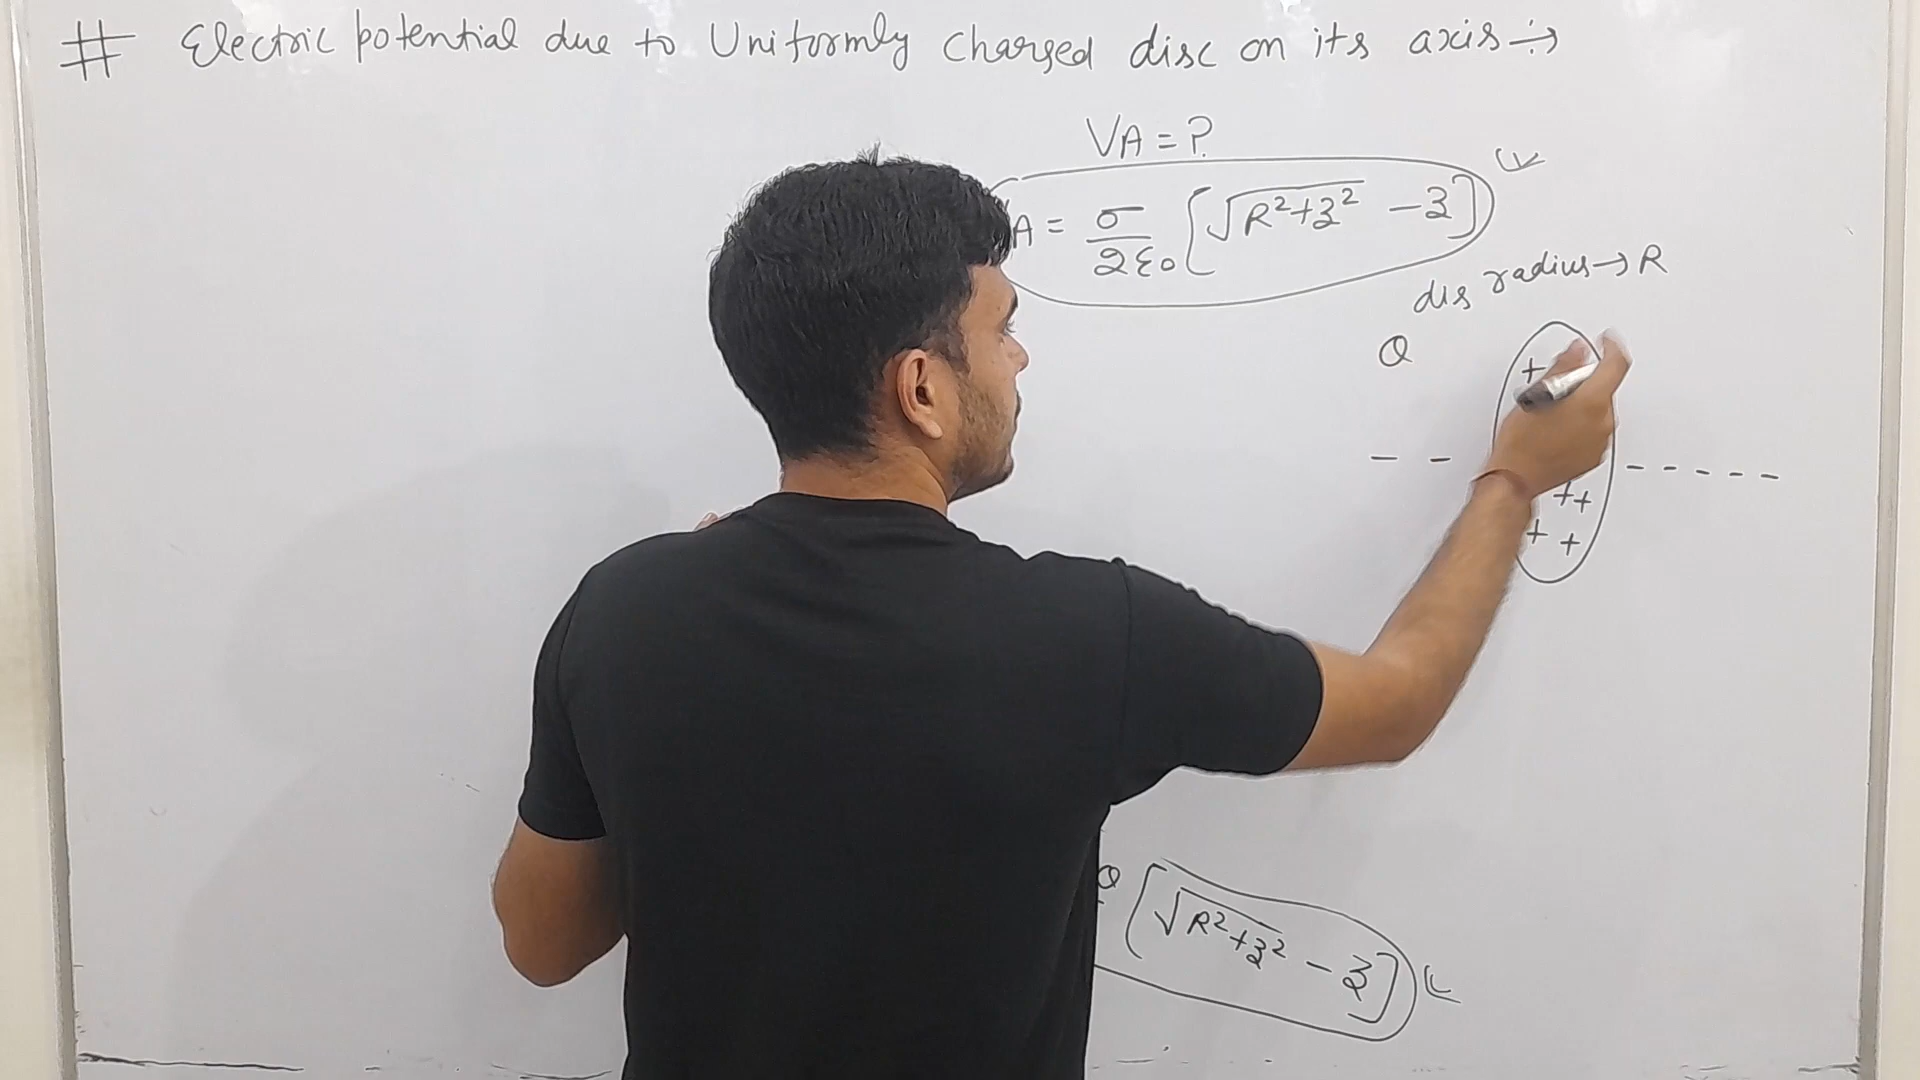 # Electric potential due to Uniformly charged disc on its axis ÷→
VA = ?
A = σ/2ε₀ [√R²+z² - z]
dis radius → R
Q
+
++
+ +
Q [√R²+z² - z]